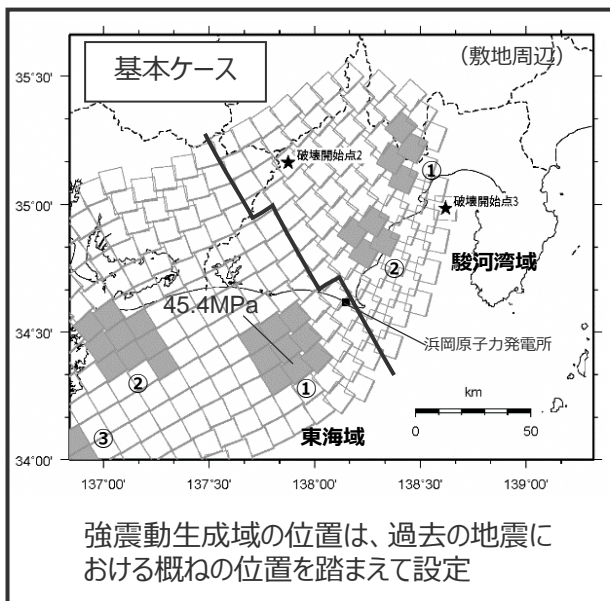 基本ケース
（敷地周辺）
35°30'
破壊開始点2
①
35°00'
破壊開始点3
駿河湾域
②
45.4MPa
34°30'
浜岡原子力発電所
②
①
km
③
東海域
0 50
34°00'
137°00' 137°30' 138°00' 138°30' 139°00'
強震動生成域の位置は、過去の地震に
おける概ねの位置を踏まえて設定